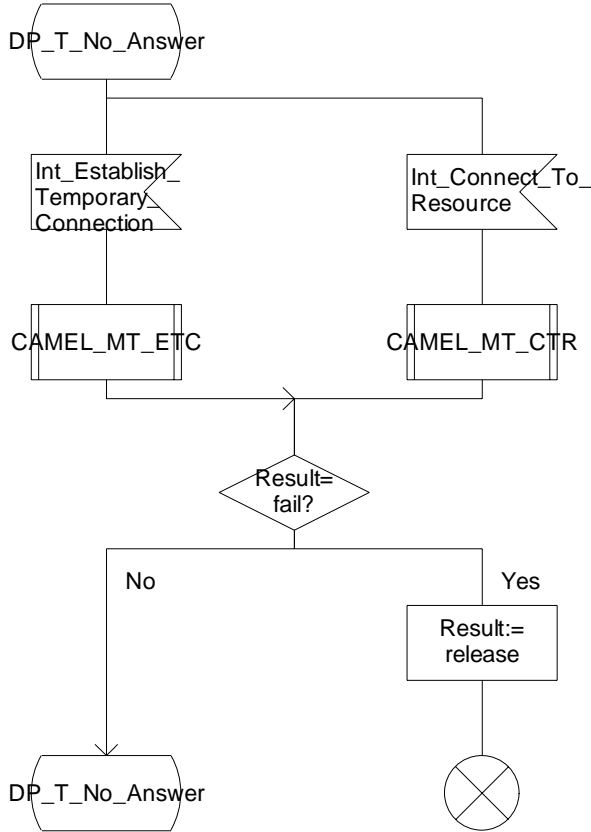 DP_T_No_Answer
Int_Establish_
Temporary_
Connection
Int_Connect_To_
Resource
CAMEL_MT_ETC
CAMEL_MT_CTR
Result=
fail?
No
Yes
Result:=
release
DP_T_No_Answer